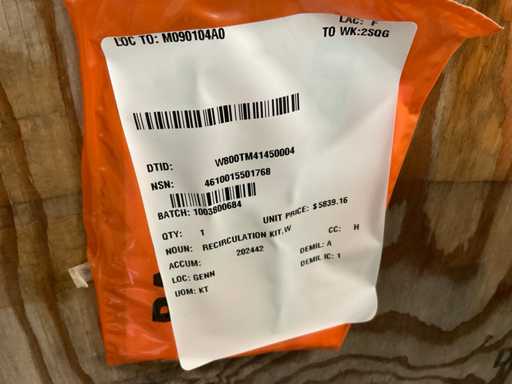 LAC: F
LOC TO: M090104A0
TO WK:2SQG
DTID: W800TM41450004
NSN: 4610015501768
BATCH: 1003800684
QTY: 1 UNIT PRICE: $5839.16
NOUN: RECIRCULATION KIT,W CC: H
ACCUM: 202442 DEMIL: A
LOC: GENN DEMIL IC: 1
UOM: KT